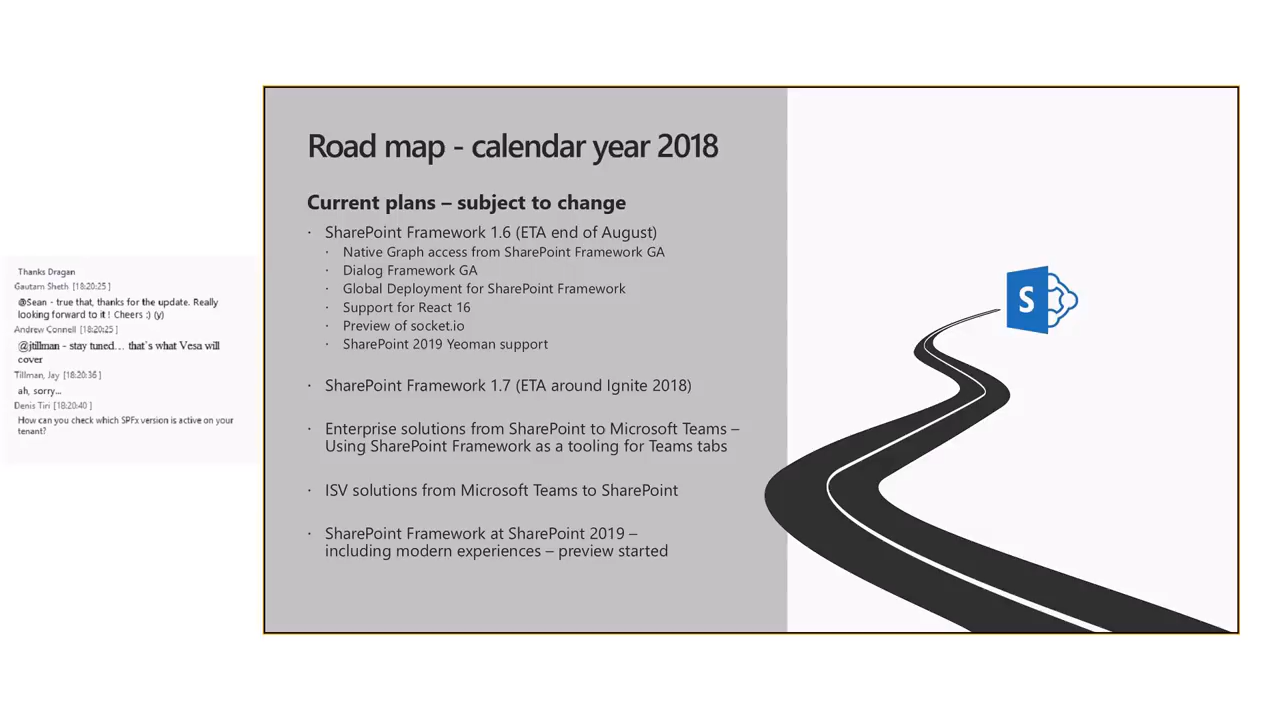 Thanks Dragan
Gautam Sheth [18:20:25 ]
@Sean - true that, thanks for the update. Really
looking forward to it ! Cheers :) (y)
Andrew Connell [18:20:25 ]
@jtillman - stay tuned... that's what Vesa will
cover
Tillman, Jay [18:20:36 ]
ah, sorry...
Denis Tiri [18:20:40 ]
How can you check which SPFx version is active on your
tenant?
Road map - calendar year 2018
Current plans – subject to change
· SharePoint Framework 1.6 (ETA end of August)
· Native Graph access from SharePoint Framework GA
· Dialog Framework GA
· Global Deployment for SharePoint Framework
· Support for React 16
· Preview of socket.io
· SharePoint 2019 Yeoman support
· SharePoint Framework 1.7 (ETA around Ignite 2018)
· Enterprise solutions from SharePoint to Microsoft Teams –
Using SharePoint Framework as a tooling for Teams tabs
· ISV solutions from Microsoft Teams to SharePoint
· SharePoint Framework at SharePoint 2019 –
including modern experiences – preview started
S